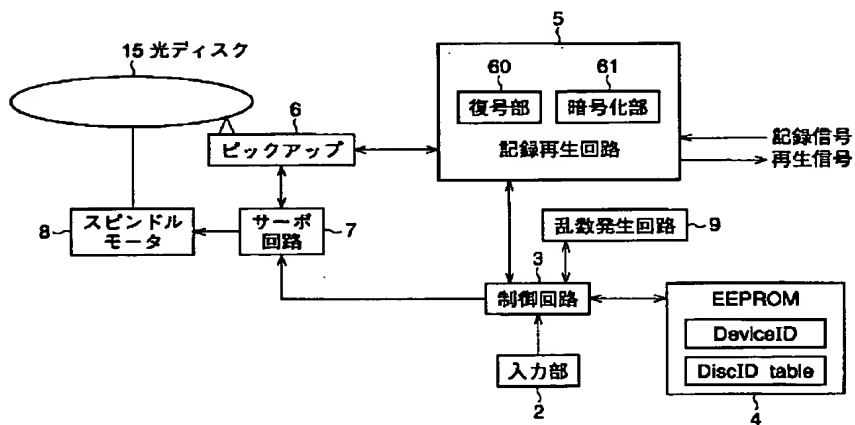 15 光ディスク
5
60
61
復号部
暗号化部
記録再生回路
記録信号
再生信号
6
ピックアップ
8
スピンドル
モータ
サーボ
回路
7
乱数発生回路
9
3
制御回路
EEPROM
DeviceID
DiscID table
4
入力部
2